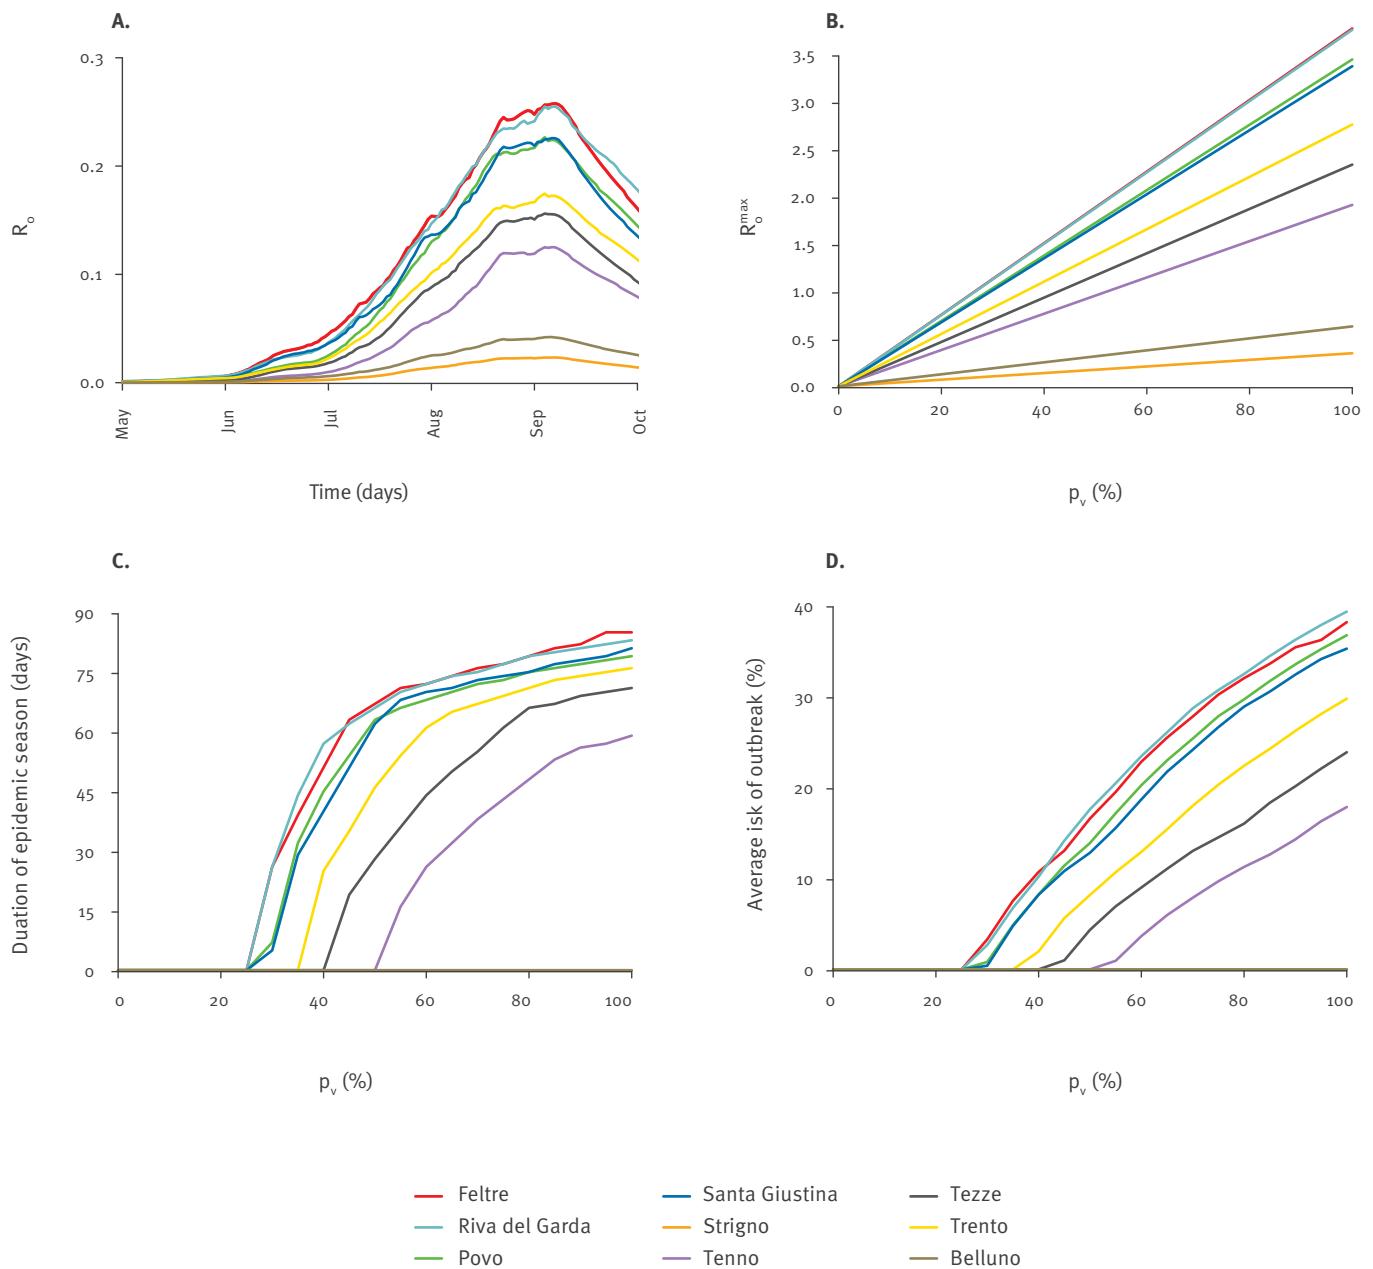 A.
0.3
0.2
0.1
0.0
Rₒ
May
Jun
Jul
Aug
Sep
Oct
Time (days)
B.
3.5
3.0
2.5
2.0
1.5
1.0
0.5
0.0
Rₒmax
0 20 40 60 80 100
pᵥ (%)
C.
90
75
60
45
30
15
0
Duation of epidemic season (days)
0 20 40 60 80 100
pᵥ (%)
D.
40
30
20
10
0
Average isk of outbreak (%)
0 20 40 60 80 100
pᵥ (%)
Feltre
Riva del Garda
Povo
Santa Giustina
Strigno
Tenno
Tezze
Trento
Belluno